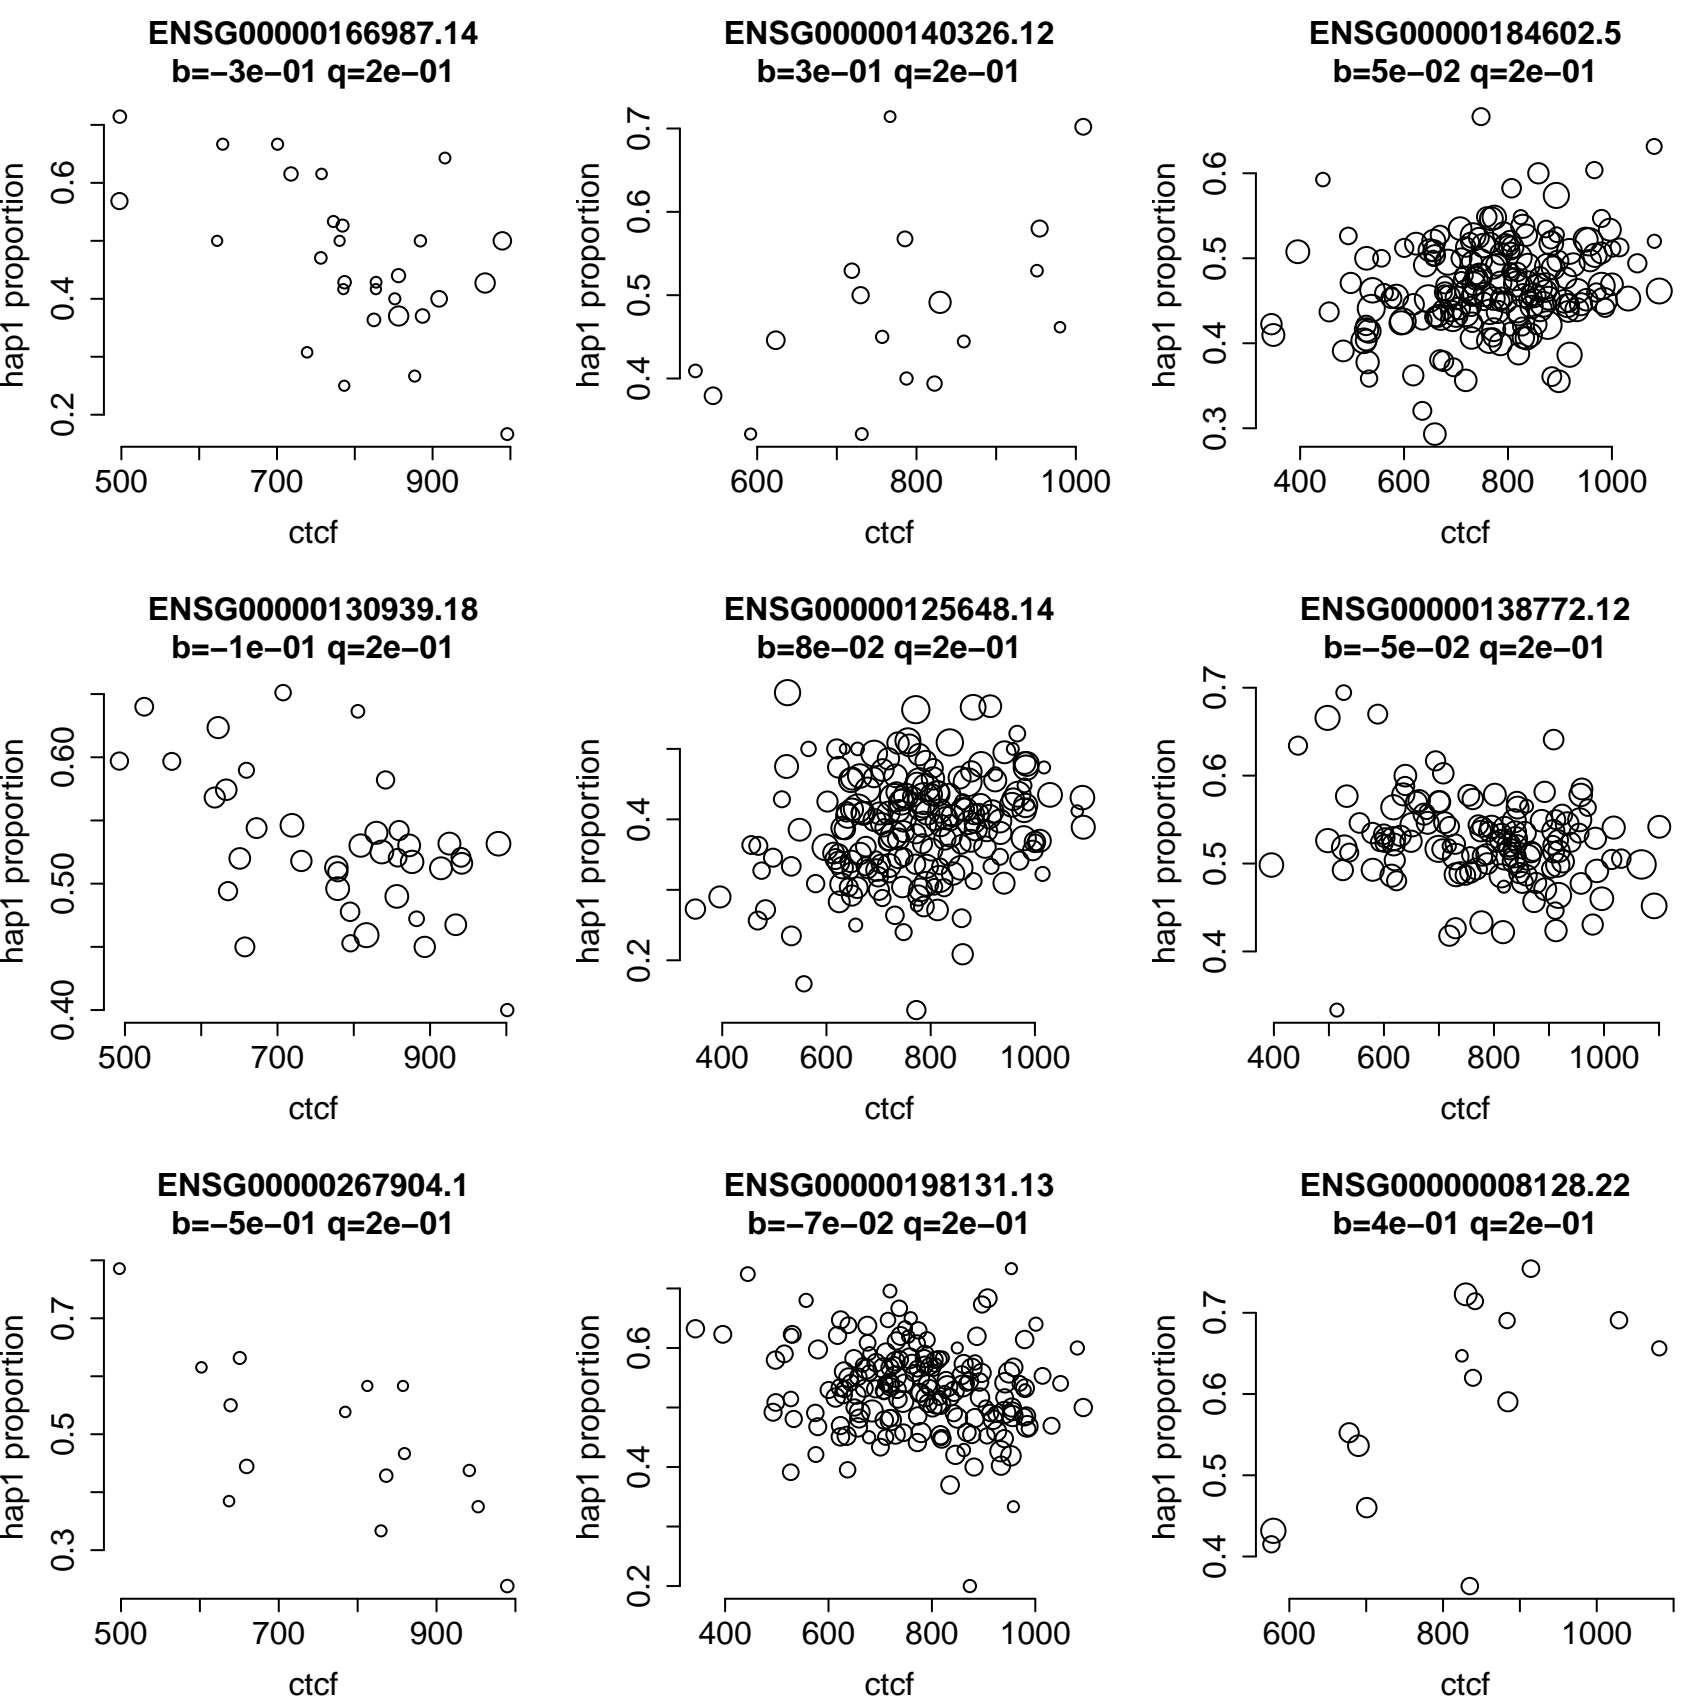 ENSG00000166987.14
b=−3e−01 q=2e−01
hap1 proportion
0.2 0.4 0.6
500 700 900
ctcf
ENSG00000140326.12
b=3e−01 q=2e−01
hap1 proportion
0.4 0.5 0.6 0.7
600 800 1000
ctcf
ENSG00000184602.5
b=5e−02 q=2e−01
hap1 proportion
0.3 0.4 0.5 0.6
400 600 800 1000
ctcf
ENSG00000130939.18
b=−1e−01 q=2e−01
hap1 proportion
0.40 0.50 0.60
500 700 900
ctcf
ENSG00000125648.14
b=8e−02 q=2e−01
hap1 proportion
0.2 0.4
400 600 800 1000
ctcf
ENSG00000138772.12
b=−5e−02 q=2e−01
hap1 proportion
0.4 0.5 0.6 0.7
400 600 800 1000
ctcf
ENSG00000267904.1
b=−5e−01 q=2e−01
hap1 proportion
0.3 0.5 0.7
500 700 900
ctcf
ENSG00000198131.13
b=−7e−02 q=2e−01
hap1 proportion
0.2 0.4 0.6
400 600 800 1000
ctcf
ENSG00000008128.22
b=4e−01 q=2e−01
hap1 proportion
0.4 0.5 0.6 0.7
600 800 1000
ctcf